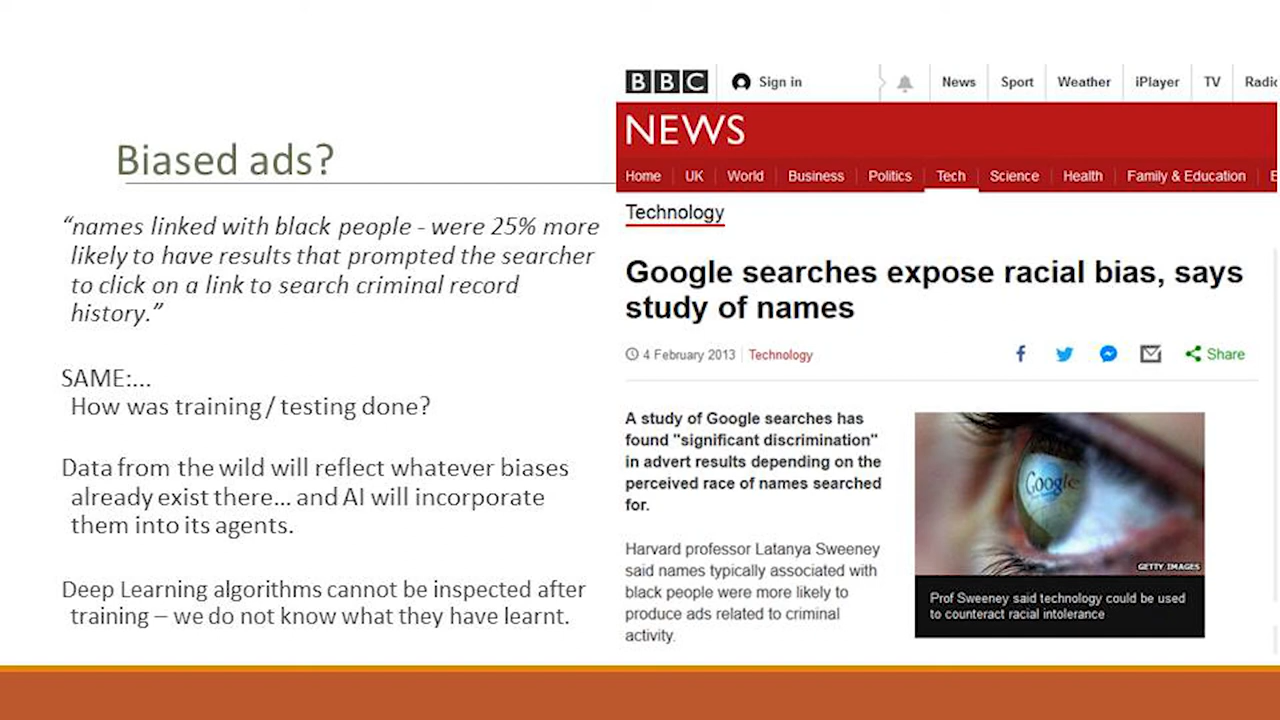 Biased ads?
“names linked with black people - were 25% more
likely to have results that prompted the searcher
to click on a link to search criminal record
history.”
SAME:...
How was training / testing done?
Data from the wild will reflect whatever biases
already exist there... and AI will incorporate
them into its agents.
Deep Learning algorithms cannot be inspected after
training – we do not know what they have learnt.
BBC Sign in News Sport Weather iPlayer TV Radio
NEWS
Home UK World Business Politics Tech Science Health Family & Education E
Technology
Google searches expose racial bias, says
study of names
4 February 2013 Technology
Share
A study of Google searches has
found "significant discrimination"
in advert results depending on the
perceived race of names searched
for.
Harvard professor Latanya Sweeney
said names typically associated with
black people were more likely to
produce ads related to criminal
activity.
Google
GETTY IMAGES
Prof Sweeney said technology could be used
to counteract racial intolerance